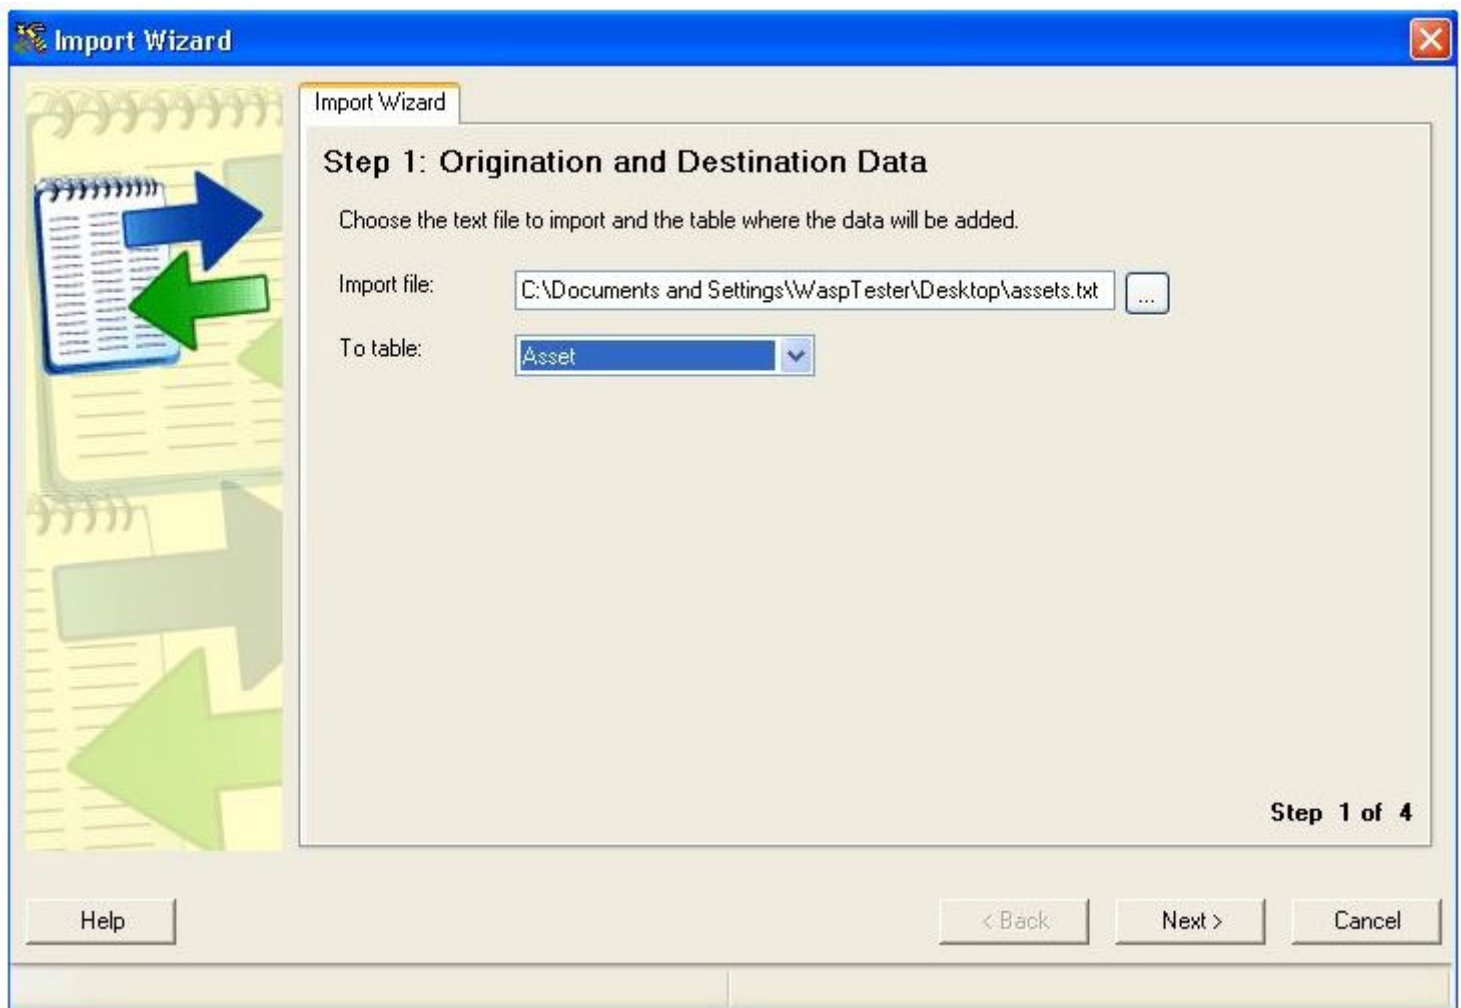 Import Wizard
Import Wizard
Step 1: Origination and Destination Data
Choose the text file to import and the table where the data will be added.
Import file: C:\Documents and Settings\WaspTester\Desktop\assets.txt ...
To table: Asset
Step 1 of 4
Help < Back Next > Cancel